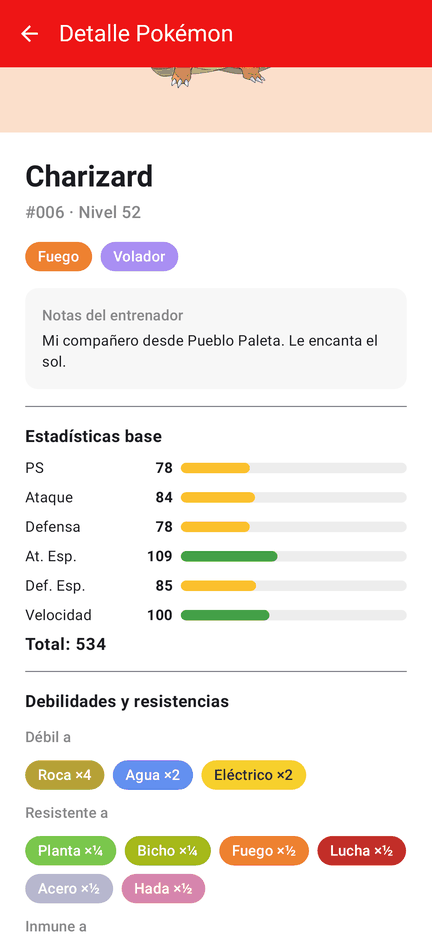 Detalle Pokémon
Charizard
#006 · Nivel 52
Fuego Volador
Notas del entrenador
Mi compañero desde Pueblo Paleta. Le encanta el
sol.
Estadísticas base
PS 78
Ataque 84
Defensa 78
At. Esp. 109
Def. Esp. 85
Velocidad 100
Total: 534
Debilidades y resistencias
Débil a
Roca ×4 Agua ×2 Eléctrico ×2
Resistente a
Planta ×¼ Bicho ×¼ Fuego ×½ Lucha ×½
Acero ×½ Hada ×½
Inmune a